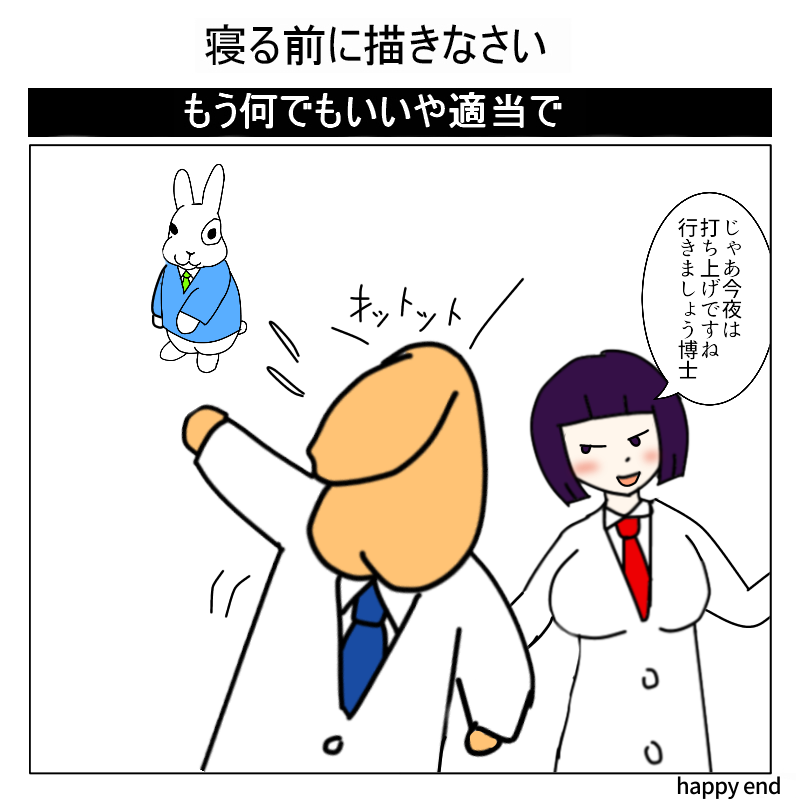 寝る前に描きなさい
もう何でもいいや適当で
じゃあ今夜は
打ち上げですね
行きましょう博士
オットット
happy end